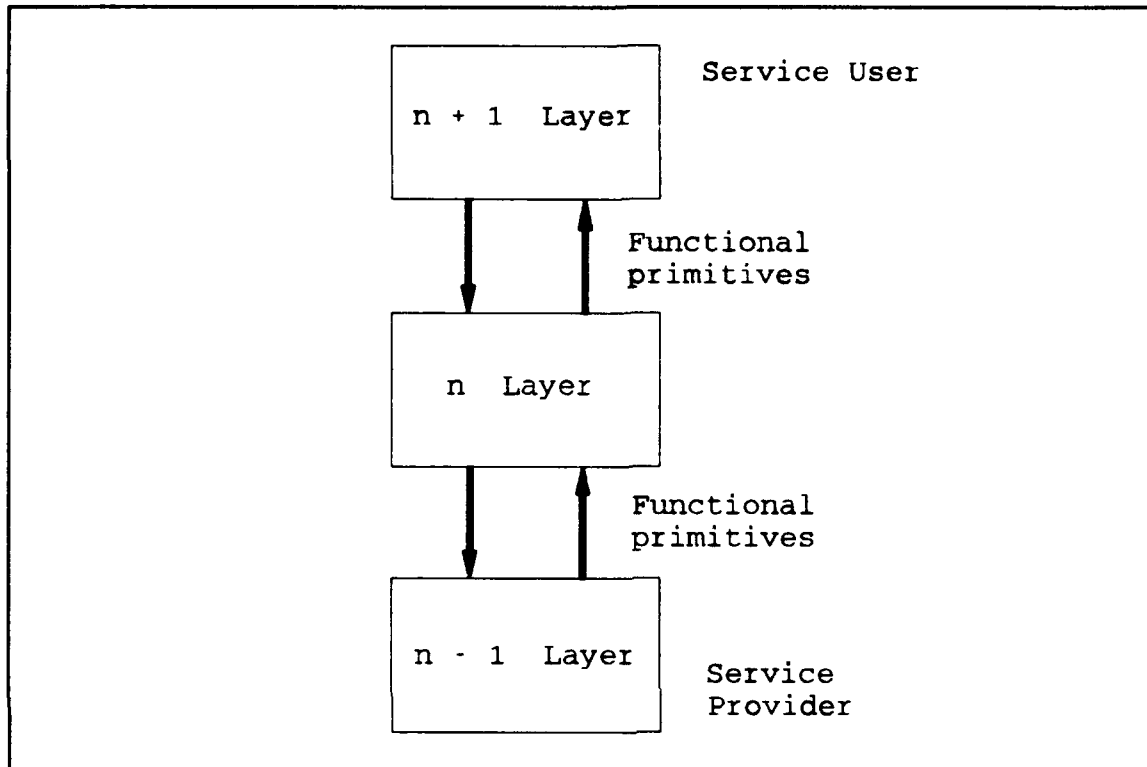 Service User
n + 1 Layer
Functional
primitives
n Layer
Functional
primitives
n - 1 Layer
Service
Provider